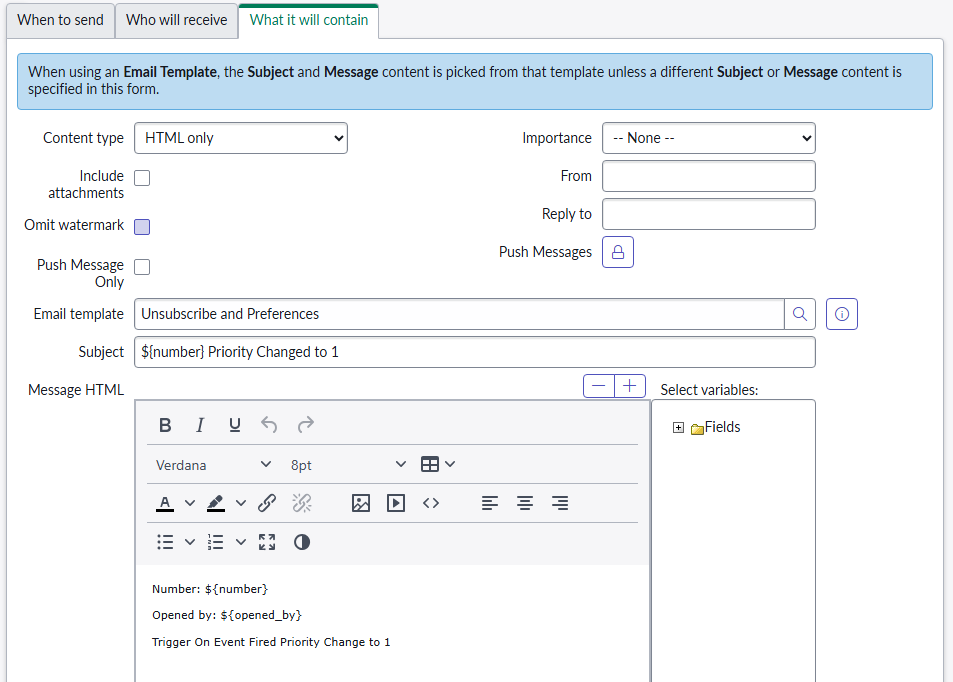 When to send Who will receive What it will contain
When using an Email Template, the Subject and Message content is picked from that template unless a different Subject or Message content is
specified in this form.
Content type HTML only Importance -- None --
Include
attachments
From
Omit watermark Reply to
Push Message
Only
Push Messages
Email template Unsubscribe and Preferences
Subject ${number} Priority Changed to 1
Message HTML Select variables:
B I U
Verdana 8pt
A
Fields
Number: ${number}
Opened by: ${opened_by}
Trigger On Event Fired Priority Change to 1